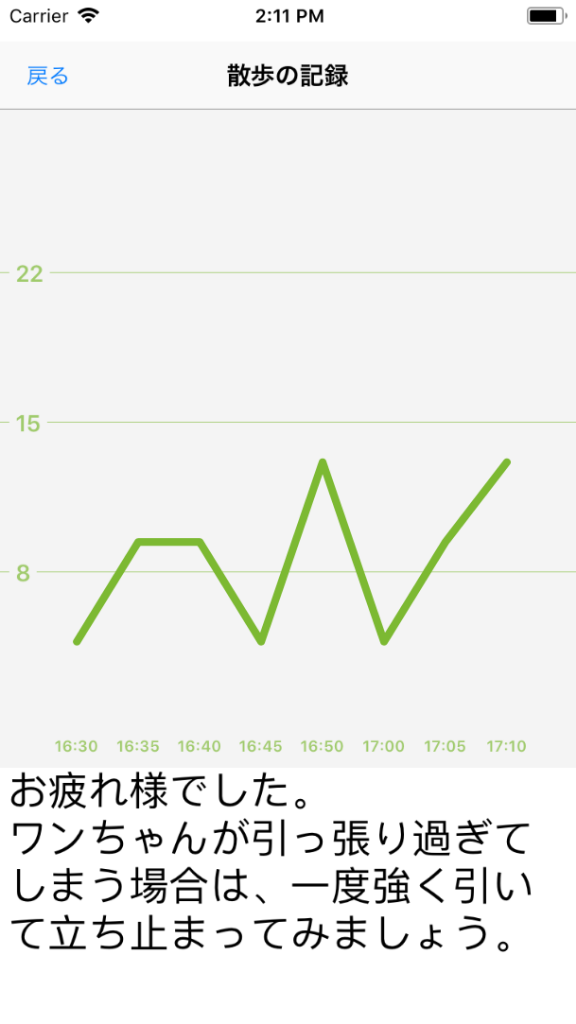 Carrier 2:11 PM
戻る 散歩の記録
22
15
8
16:30 16:35 16:40 16:45 16:50 17:00 17:05 17:10
お疲れ様でした。
ワンちゃんが引っ張り過ぎて
しまう場合は、一度強く引い
て立ち止まってみましょう。